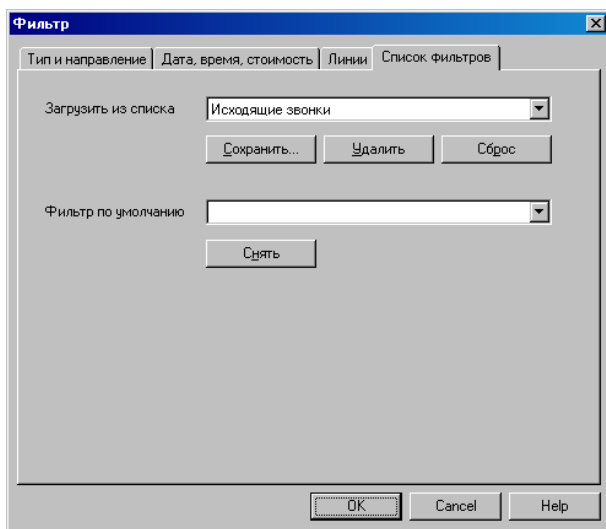 Фильтр
Тип и направление Дата, время, стоимость Линии Список фильтров
Загрузить из списка Исходящие звонки
Сохранить... Удалить Сброс
Фильтр по умолчанию
Снять
OK Cancel Help